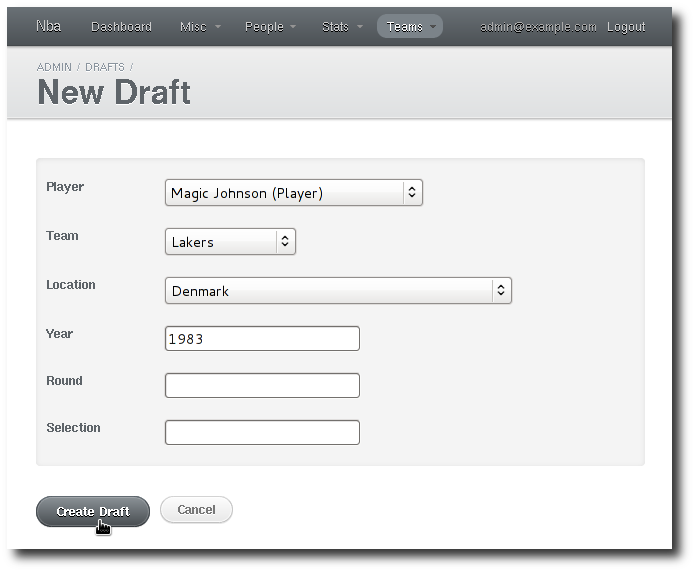 Nba Dashboard Misc People Stats Teams admin@example.com Logout
ADMIN / DRAFTS /
New Draft
Player Magic Johnson (Player)
Team Lakers
Location Denmark
Year 1983
Round
Selection
Create Draft Cancel